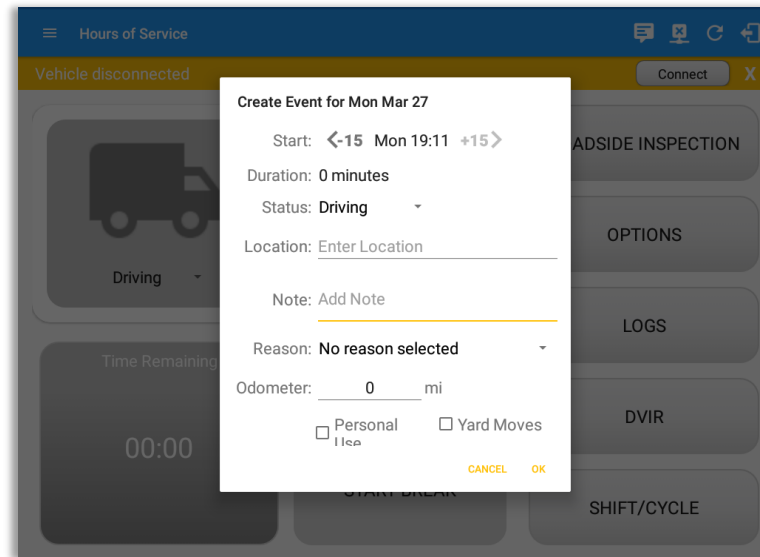 Hours of Service
Vehicle disconnected
Connect
X
Create Event for Mon Mar 27
Start: -15 Mon 19:11 +15
Duration: 0 minutes
Status: Driving
Location: Enter Location
Note: Add Note
Reason: No reason selected
Odometer: 0 mi
Personal Use
Yard Moves
CANCEL OK
Driving
Time Remaining
00:00
START BREAK
ADSIDE INSPECTION
OPTIONS
LOGS
DVIR
SHIFT/CYCLE